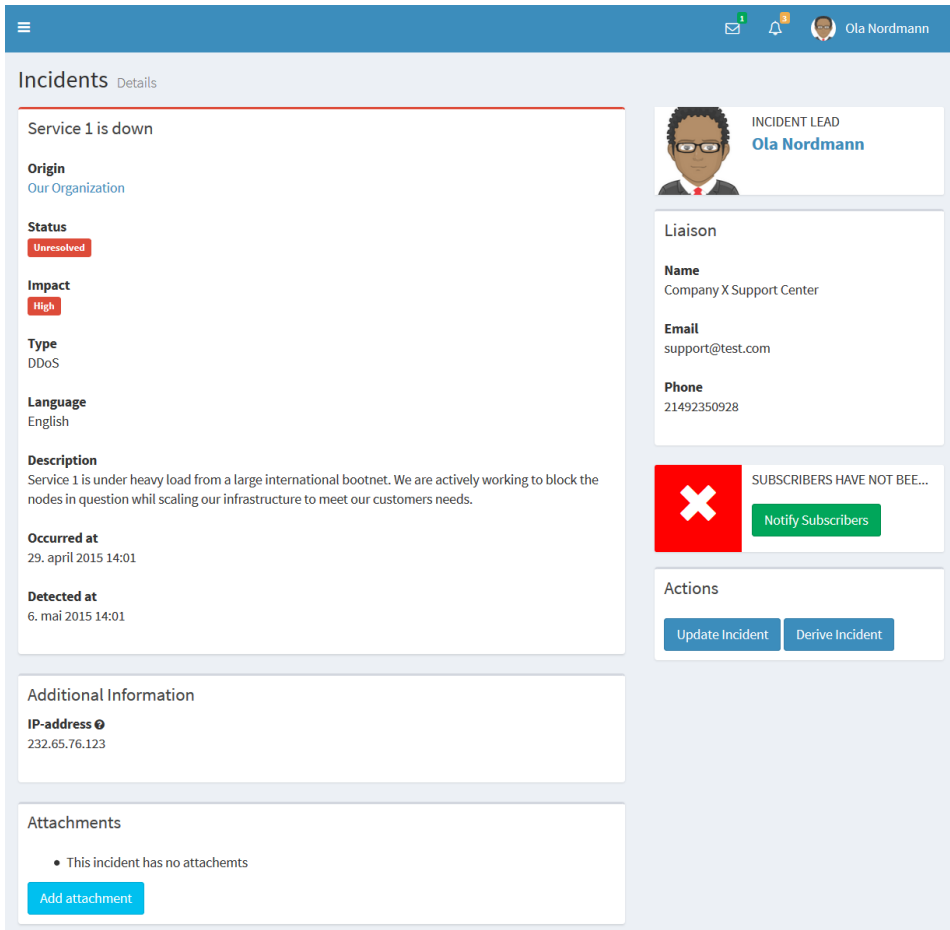 1
3
Ola Nordmann
Incidents Details
Service 1 is down
Origin
Our Organization
Status
Unresolved
Impact
High
Type
DDoS
Language
English
Description
Service 1 is under heavy load from a large international bootnet. We are actively working to block the
nodes in question whil scaling our infrastructure to meet our customers needs.
Occurred at
29. april 2015 14:01
Detected at
6. mai 2015 14:01
Additional Information
IP-address
232.65.76.123
Attachments
This incident has no attachemts
Add attachment
INCIDENT LEAD
Ola Nordmann
Liaison
Name
Company X Support Center
Email
support@test.com
Phone
21492350928
SUBSCRIBERS HAVE NOT BEE...
Notify Subscribers
Actions
Update Incident Derive Incident